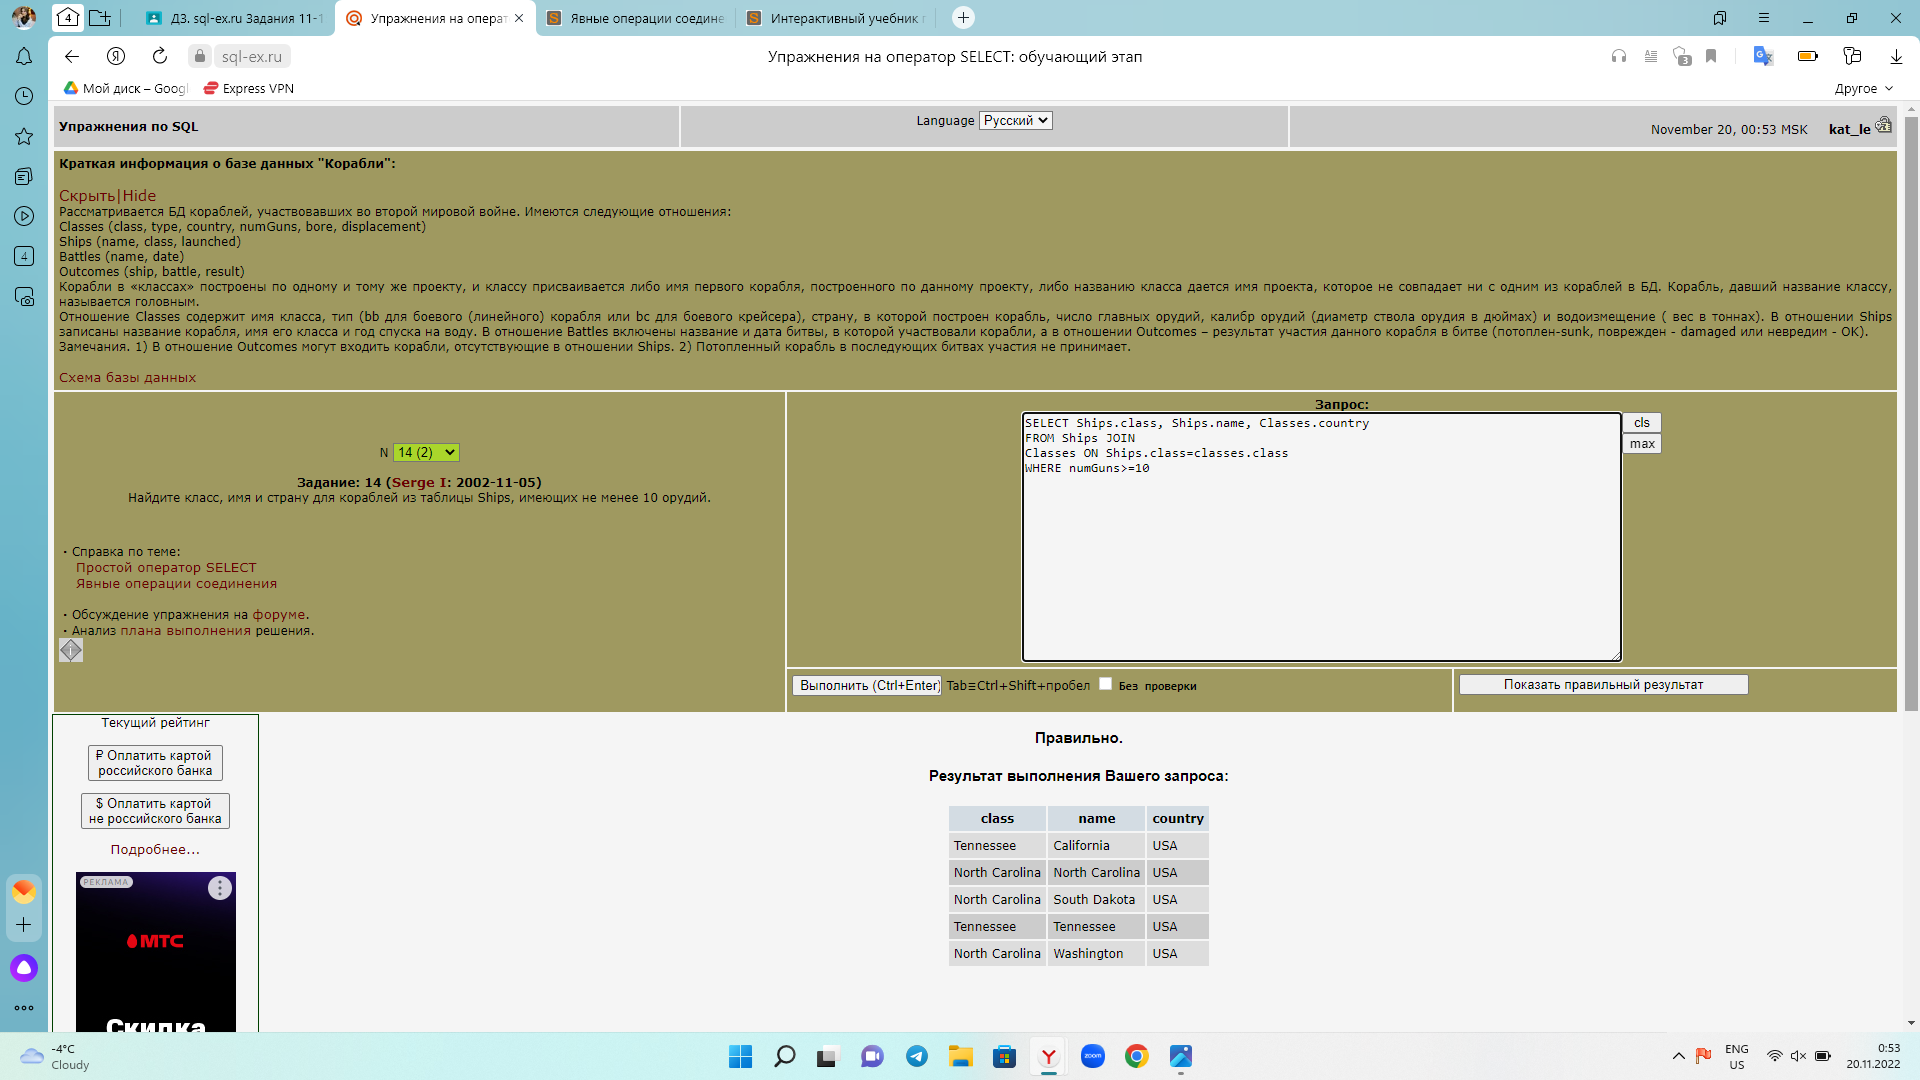 ДЗ. sql-ex.ru Задания 11-1
Упражнения на операт
Явные операции соедине
Интерактивный учебник п
sql-ex.ru
Упражнения на оператор SELECT: обучающий этап
3
Мой диск – Googl
Express VPN
Другое
Упражнения по SQL
Language Русский
November 20, 00:53 MSK kat_le
Краткая информация о базе данных "Корабли":
Скрыть|Hide
Рассматривается БД кораблей, участвовавших во второй мировой войне. Имеются следующие отношения:
Classes (class, type, country, numGuns, bore, displacement)
Ships (name, class, launched)
Battles (name, date)
Outcomes (ship, battle, result)
Корабли в «классах» построены по одному и тому же проекту, и классу присваивается либо имя первого корабля, построенного по данному проекту, либо названию класса дается имя проекта, которое не совпадает ни с одним из кораблей в БД. Корабль, давший название классу,
называется головным.
Отношение Classes содержит имя класса, тип (bb для боевого (линейного) корабля или bc для боевого крейсера), страну, в которой построен корабль, число главных орудий, калибр орудий (диаметр ствола орудия в дюймах) и водоизмещение ( вес в тоннах). В отношении Ships
записаны название корабля, имя его класса и год спуска на воду. В отношение Battles включены название и дата битвы, в которой участвовали корабли, а в отношении Outcomes – результат участия данного корабля в битве (потоплен-sunk, поврежден - damaged или невредим - OK).
Замечания. 1) В отношение Outcomes могут входить корабли, отсутствующие в отношении Ships. 2) Потопленный корабль в последующих битвах участия не принимает.
Схема базы данных
N 14 (2)
Задание: 14 (Serge I: 2002-11-05)
Найдите класс, имя и страну для кораблей из таблицы Ships, имеющих не менее 10 орудий.
· Справка по теме:
Простой оператор SELECT
Явные операции соединения
· Обсуждение упражнения на форуме.
· Анализ плана выполнения решения.
Запрос:
SELECT Ships.class, Ships.name, Classes.country
FROM Ships JOIN
Classes ON Ships.class=classes.class
WHERE numGuns>=10
cls
max
Выполнить (Ctrl+Enter) Tab≡Ctrl+Shift+пробел Без проверки
Показать правильный результат
Текущий рейтинг
₽ Оплатить картой
российского банка
$ Оплатить картой
не российского банка
Подробнее...
РЕКЛАМА
МТС
Скидка
Правильно.
Результат выполнения Вашего запроса:
class name country
Tennessee California USA
North Carolina North Carolina USA
North Carolina South Dakota USA
Tennessee Tennessee USA
North Carolina Washington USA
4
-4°C
Cloudy
zoom
ENG
US
0:53
20.11.2022